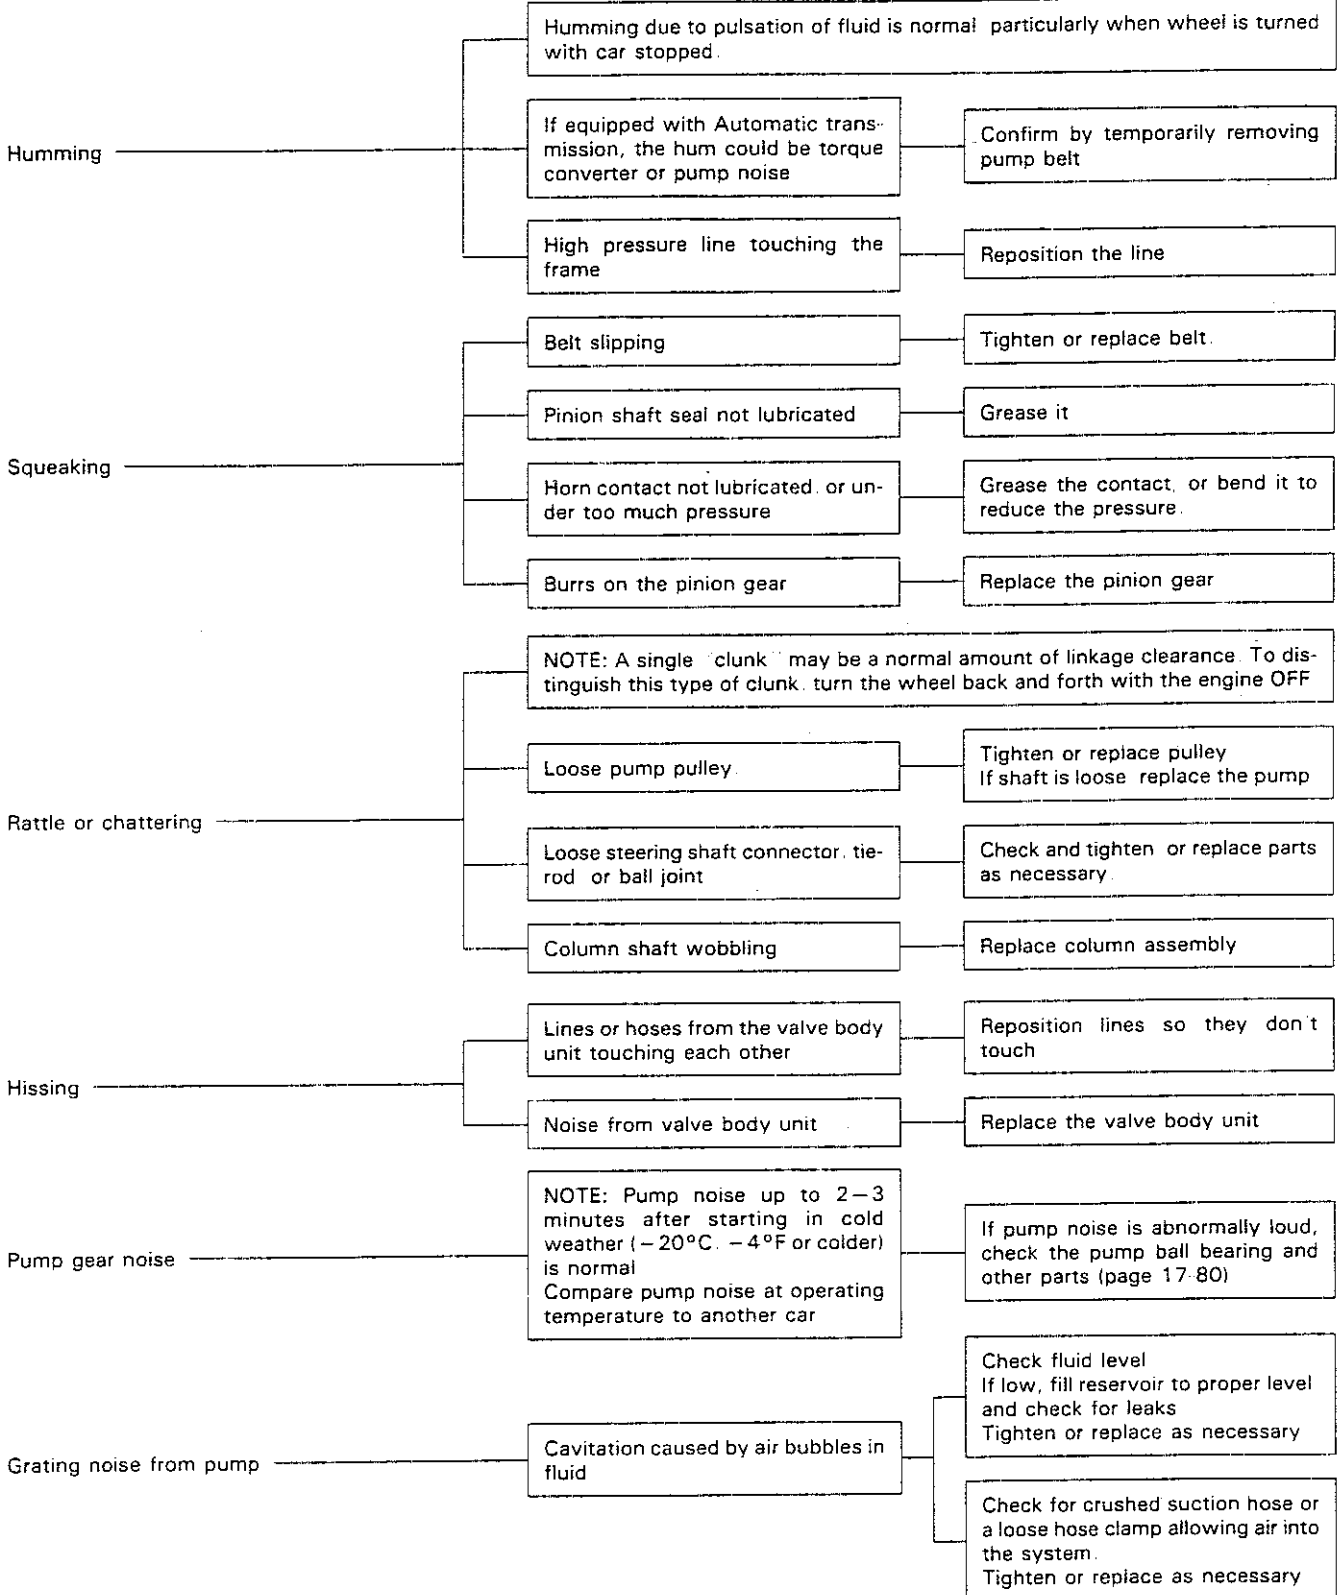 Humming due to pulsation of fluid is normal particularly when wheel is turned
with car stopped.
Humming
If equipped with Automatic trans-
mission, the hum could be torque
converter or pump noise
Confirm by temporarily removing
pump belt
High pressure line touching the
frame
Reposition the line
Squeaking
Belt slipping
Tighten or replace belt.
Pinion shaft seal not lubricated
Grease it
Horn contact not lubricated. or un-
der too much pressure
Grease the contact, or bend it to
reduce the pressure.
Burrs on the pinion gear
Replace the pinion gear
Rattle or chattering
NOTE: A single "clunk" may be a normal amount of linkage clearance. To dis-
tinguish this type of clunk. turn the wheel back and forth with the engine OFF
Loose pump pulley.
Tighten or replace pulley
If shaft is loose replace the pump
Loose steering shaft connector. tie-
rod or ball joint
Check and tighten or replace parts
as necessary.
Column shaft wobbling
Replace column assembly
Hissing
Lines or hoses from the valve body
unit touching each other
Reposition lines so they don't
touch
Noise from valve body unit
Replace the valve body unit
Pump gear noise
NOTE: Pump noise up to 2–3
minutes after starting in cold
weather (–20°C. –4°F or colder)
is normal
Compare pump noise at operating
temperature to another car
If pump noise is abnormally loud,
check the pump ball bearing and
other parts (page 17-80)
Grating noise from pump
Cavitation caused by air bubbles in
fluid
Check fluid level
If low, fill reservoir to proper level
and check for leaks
Tighten or replace as necessary
Check for crushed suction hose or
a loose hose clamp allowing air into
the system.
Tighten or replace as necessary